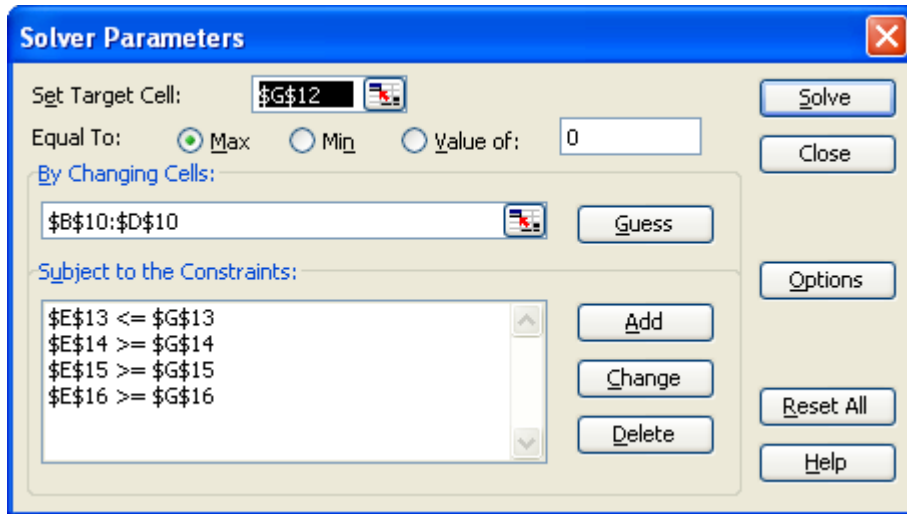 Solver Parameters
Set Target Cell: $G$12 Solve
Equal To: Max Min Value of: 0 Close
By Changing Cells:
$B$10:$D$10 Guess
Subject to the Constraints: Options
$E$13 <= $G$13 Add
$E$14 >= $G$14
$E$15 >= $G$15 Change
$E$16 >= $G$16 Reset All
Delete
Help